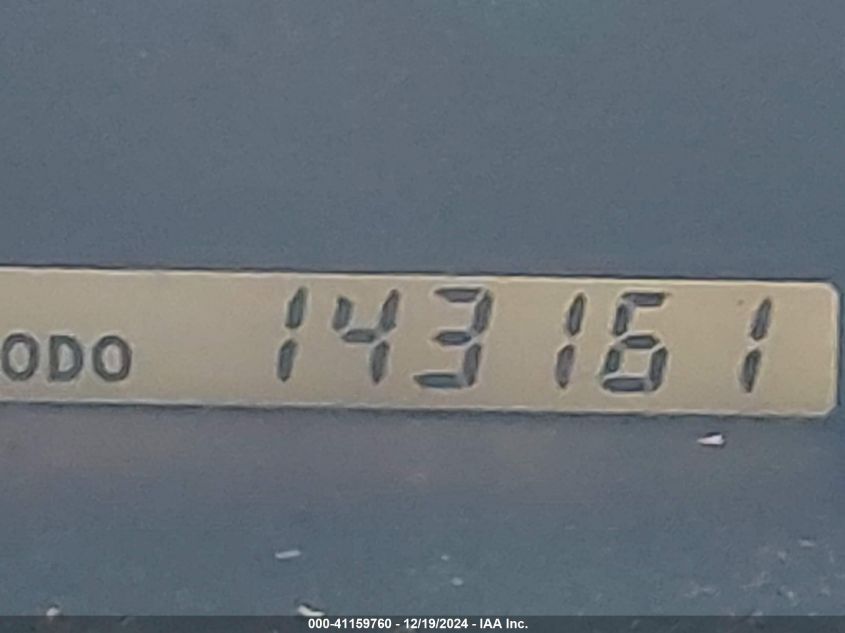 ODO 143161
000-41159760 - 12/19/2024 - IAA Inc.